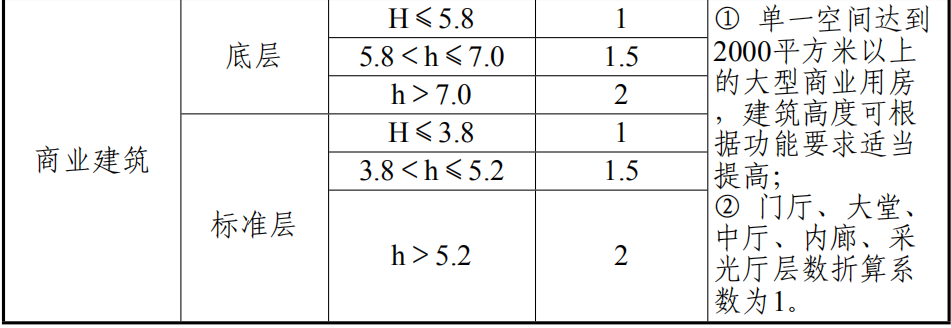 商业建筑
底层
H≤5.8
1
5.8<h≤7.0
1.5
h>7.0
2
标准层
H≤3.8
1
3.8<h≤5.2
1.5
h>5.2
2
① 单一空间达到
2000平方米以上
的大型商业用房
，建筑高度可根
据功能要求适当
提高;
② 门厅、大堂、
中厅、内廊、采
光厅层数折算系
数为1。